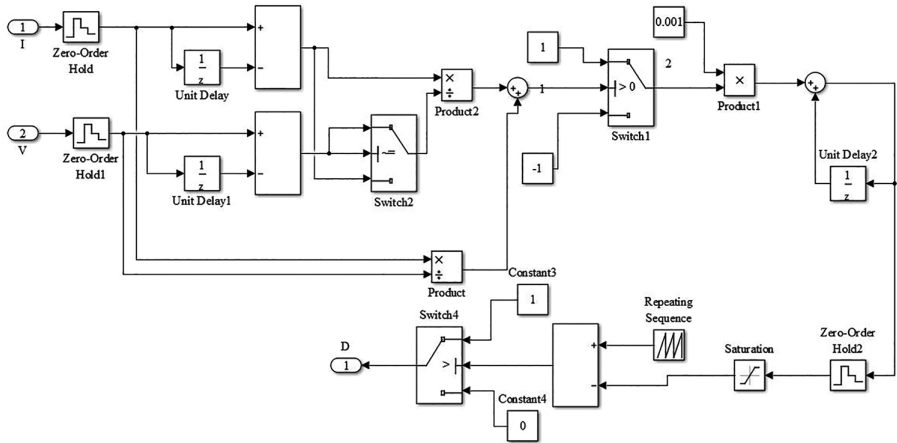 1
I
Zero-Order
Hold
1
z
Unit Delay
+
−
2
V
Zero-Order
Hold1
1
z
Unit Delay1
+
−
~=
Switch2
×
÷
Product2
+
+
1
1
-1
> 0
2
Switch1
0.001
×
Product1
+
+
Unit Delay2
1
z
×
÷
Product
Constant3
1
Switch4
>
D
1
Constant4
0
+
−
Repeating
Sequence
Saturation
Zero-Order
Hold2